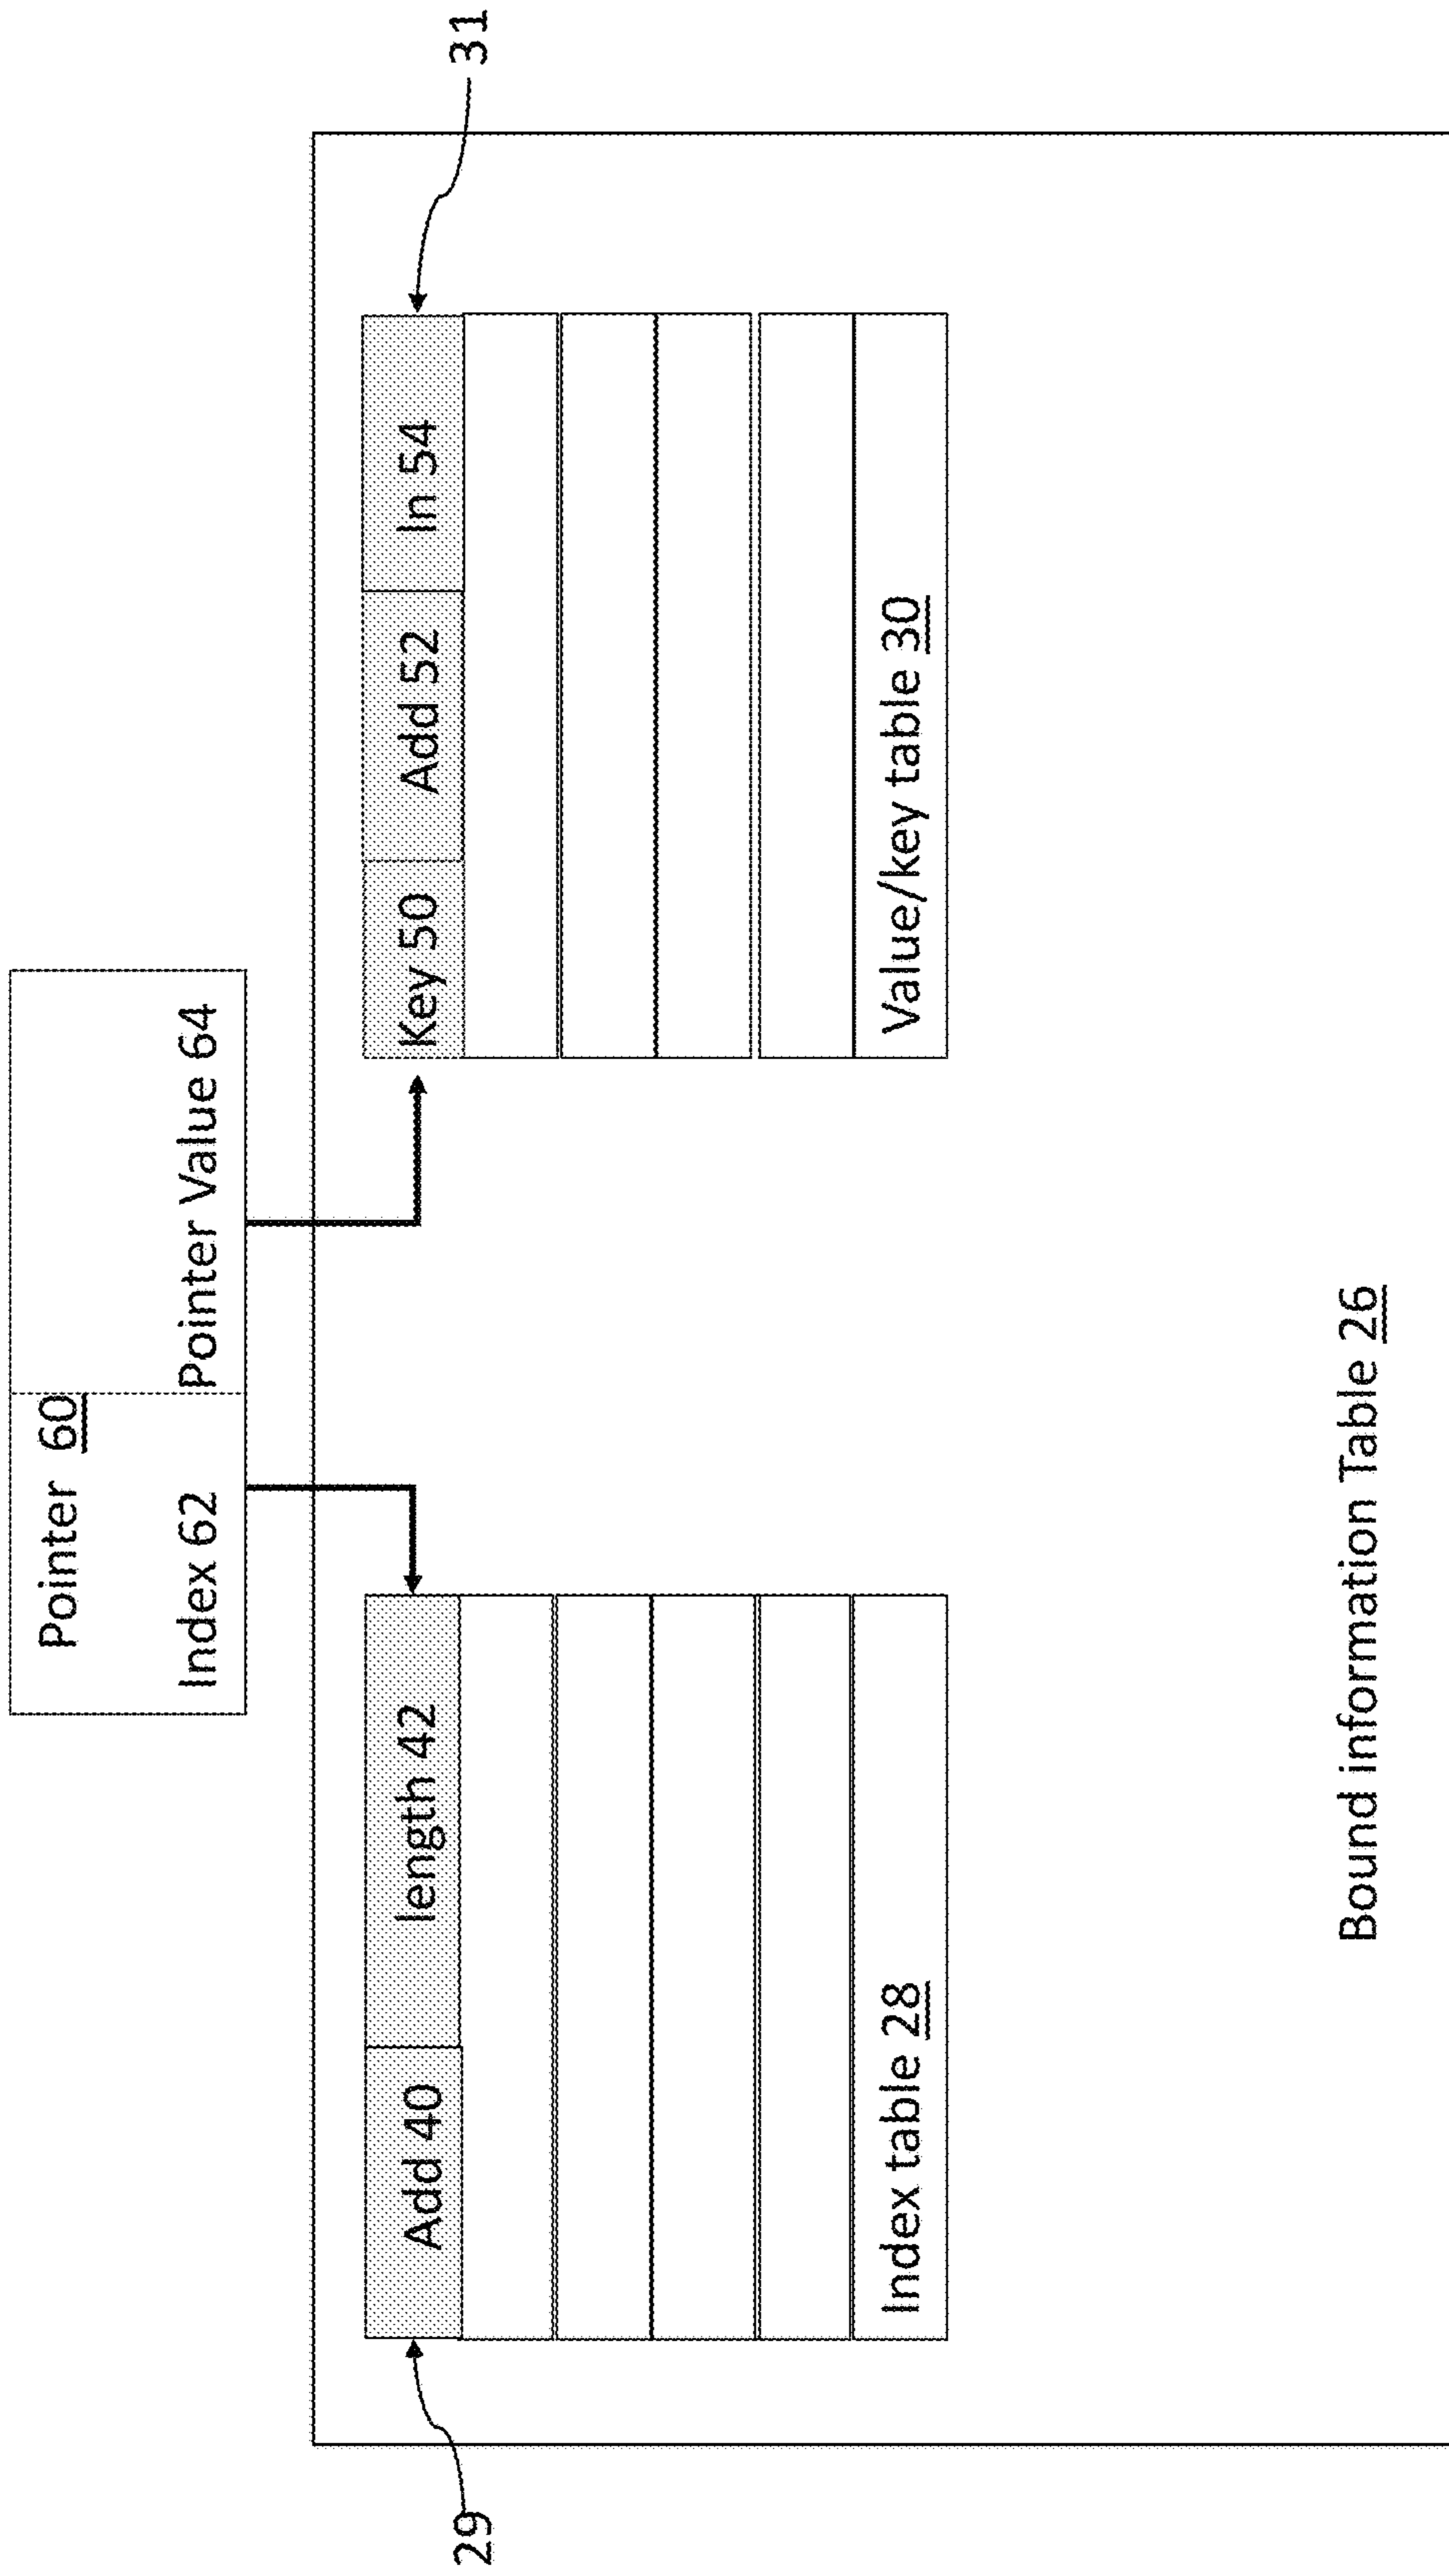 Pointer 60
Index 62
Pointer Value 64
Add 40
length 42
Key 50
Add 52
In 54
29
31
Index table 28
Value/key table 30
Bound information Table 26